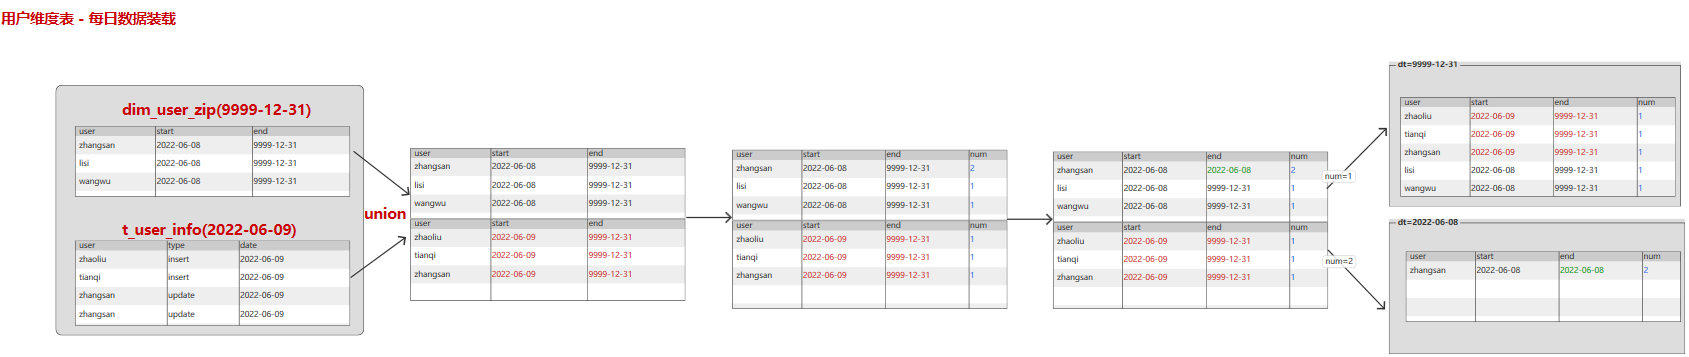 用户维度表 - 每日数据装载
dim_user_zip(9999-12-31)
user start end
zhangsan 2022-06-08 9999-12-31
lisi 2022-06-08 9999-12-31
wangwu 2022-06-08 9999-12-31
t_user_info(2022-06-09)
user type date
zhaoliu insert 2022-06-09
tianqi insert 2022-06-09
zhangsan update 2022-06-09
zhangsan update 2022-06-09
union
user start end
zhangsan 2022-06-08 9999-12-31
lisi 2022-06-08 9999-12-31
wangwu 2022-06-08 9999-12-31
user start end
zhaoliu 2022-06-09 9999-12-31
tianqi 2022-06-09 9999-12-31
zhangsan 2022-06-09 9999-12-31
user start end num
zhangsan 2022-06-08 9999-12-31 2
lisi 2022-06-08 9999-12-31 1
wangwu 2022-06-08 9999-12-31 1
user start end num
zhaoliu 2022-06-09 9999-12-31 1
tianqi 2022-06-09 9999-12-31 1
zhangsan 2022-06-09 9999-12-31 1
user start end num
zhangsan 2022-06-08 2022-06-08 2
lisi 2022-06-08 9999-12-31 1
wangwu 2022-06-08 9999-12-31 1
user start end num
zhaoliu 2022-06-09 9999-12-31 1
tianqi 2022-06-09 9999-12-31 1
zhangsan 2022-06-09 9999-12-31 1
num=1
num=2
dt=9999-12-31
user start end num
zhaoliu 2022-06-09 9999-12-31 1
tianqi 2022-06-09 9999-12-31 1
zhangsan 2022-06-09 9999-12-31 1
lisi 2022-06-08 9999-12-31 1
wangwu 2022-06-08 9999-12-31 1
dt=2022-06-08
user start end num
zhangsan 2022-06-08 2022-06-08 2